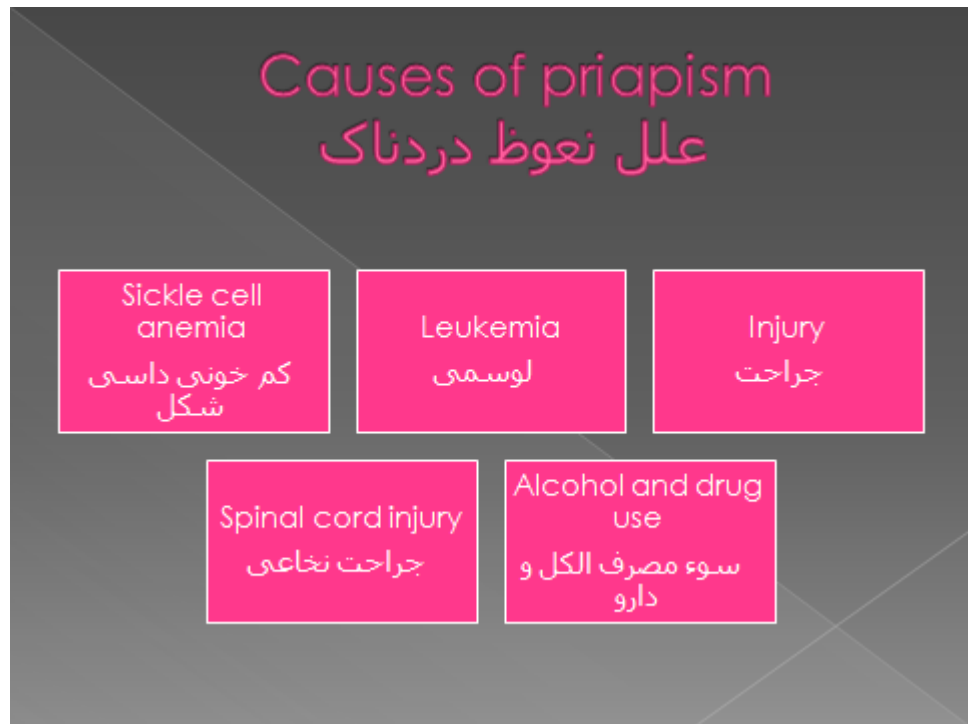 Causes of priapism
علل نعوظ دردناک
Sickle cell
anemia
کم خونی داسی
شکل
Leukemia
لوسمی
Injury
جراحت
Spinal cord injury
جراحت نخاعی
Alcohol and drug
use
سوء مصرف الکل و
دارو